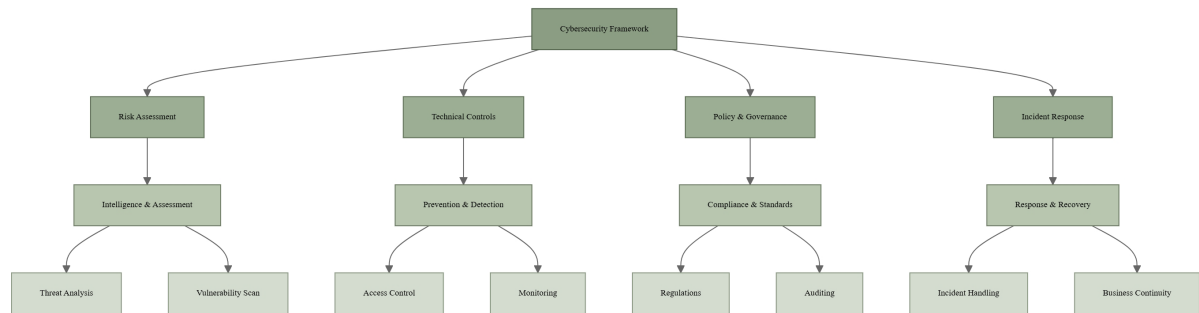 Cybersecurity Framework
Risk Assessment
Technical Controls
Policy & Governance
Incident Response
Intelligence & Assessment
Prevention & Detection
Compliance & Standards
Response & Recovery
Threat Analysis
Vulnerability Scan
Access Control
Monitoring
Regulations
Auditing
Incident Handling
Business Continuity